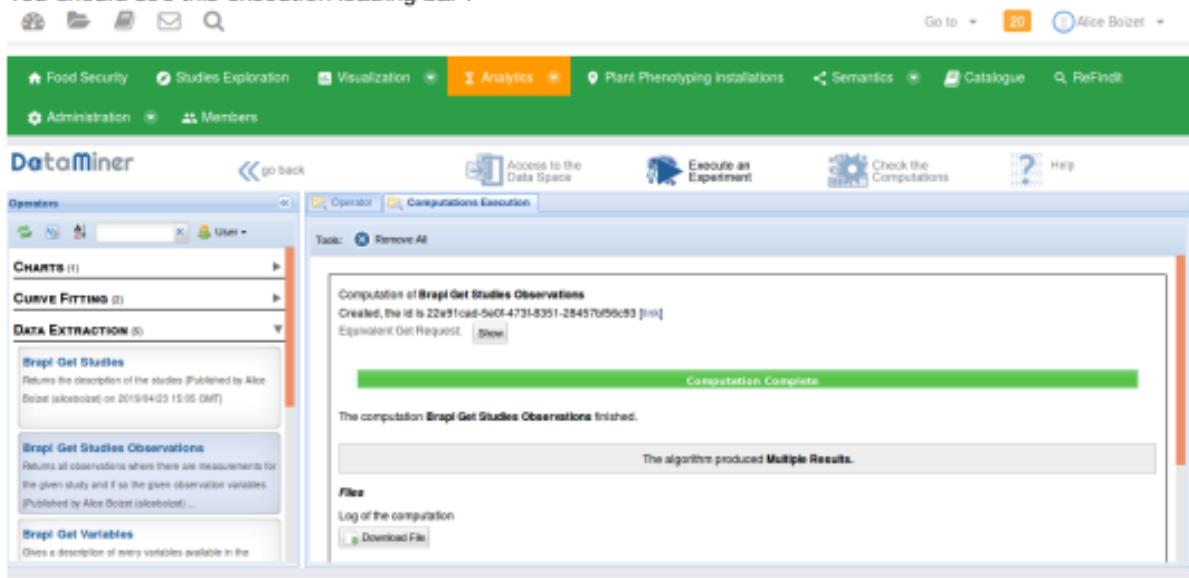 Go to
20
Alice Boizet
Food Security
Studies Exploration
Visualization
Analytics
Plant Phenotyping Installations
Semantics
Catalogue
ReFindit
Administration
Members
DataMiner
go back
Access to the
Data Space
Execute an
Experiment
Check the
Computations
Help
Operators
Operator
Computations Execution
User
Tools:
Remove All
CHARTS (1)
CURVE FITTING (2)
DATA EXTRACTION (5)
Brapi Get Studies
Returns the description of the studies (Published by Alice
Boizet (aliceboizet) on 2019/04/23 15:05 GMT)
Brapi Get Studies Observations
Returns all observations where there are measurements for
the given study and if so the given observation variables
(Published by Alice Boizet (aliceboizet) ...
Brapi Get Variables
Gives a description of every variables available in the
Computation of Brapi Get Studies Observations
Created, the id is 22e91cad-5e0f-473f-8351-28457bf56c93 [link]
Equivalent Get Request:
Show
Computation Complete
The computation Brapi Get Studies Observations finished.
The algorithm produced Multiple Results.
Files
Log of the computation
Download File